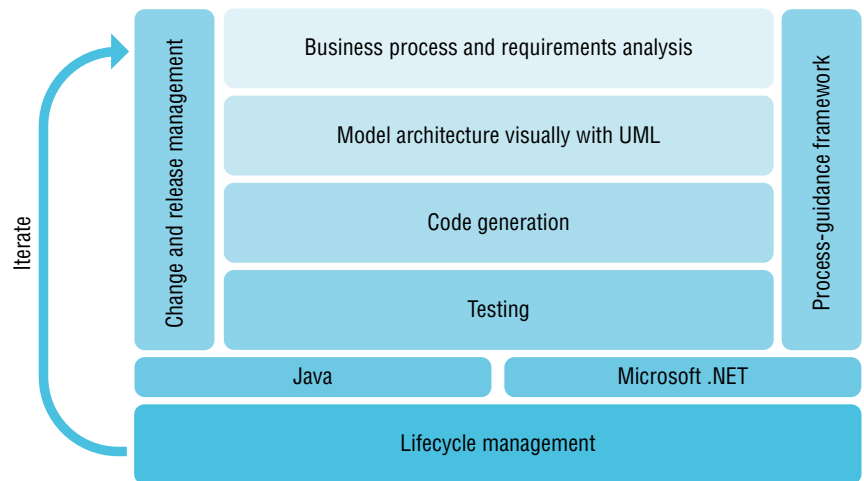 Iterate
Change and release management
Business process and requirements analysis
Model architecture visually with UML
Code generation
Testing
Process-guidance framework
Java
Microsoft .NET
Lifecycle management